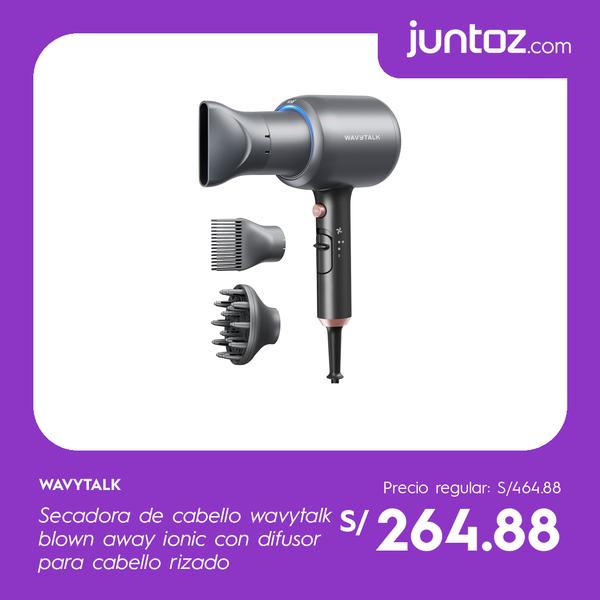 juntoz.com
WAVYTALK
WAVYTALK
Precio regular: S/464.88
Secadora de cabello wavytalk
blown away ionic con difusor
para cabello rizado
S/ 264.88